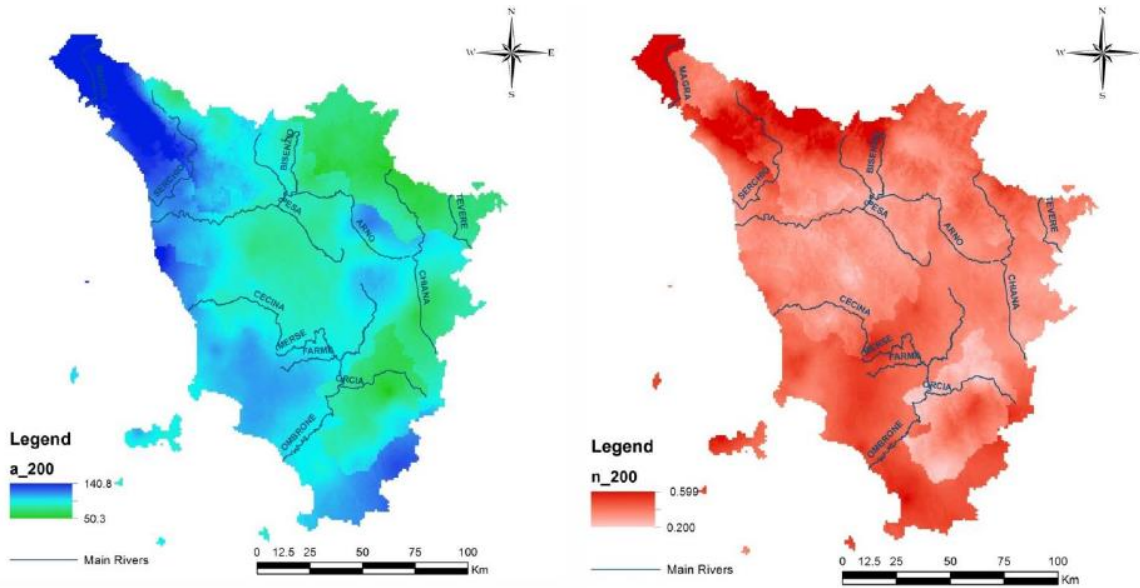 N
W
E
S
MAGRA
SERCHIO
BISENZIO
PESA
ARNO
TEVERE
CHIANA
CECINA
MERSE
FARMA
ORCIA
OMBRONE
Legend
a_200
140.8
50.3
Main Rivers
0 12.5 25 50 75 100
Km
N
W
S
MAGRA
SERCHIO
BISENZIO
PESA
ARNO
TEVERE
CHIANA
CECINA
MERSE
FARMA
ORCIA
OMBRONE
Legend
n_200
0.599
0.200
Main Rivers
0 12.5 25 50 75 100
Km